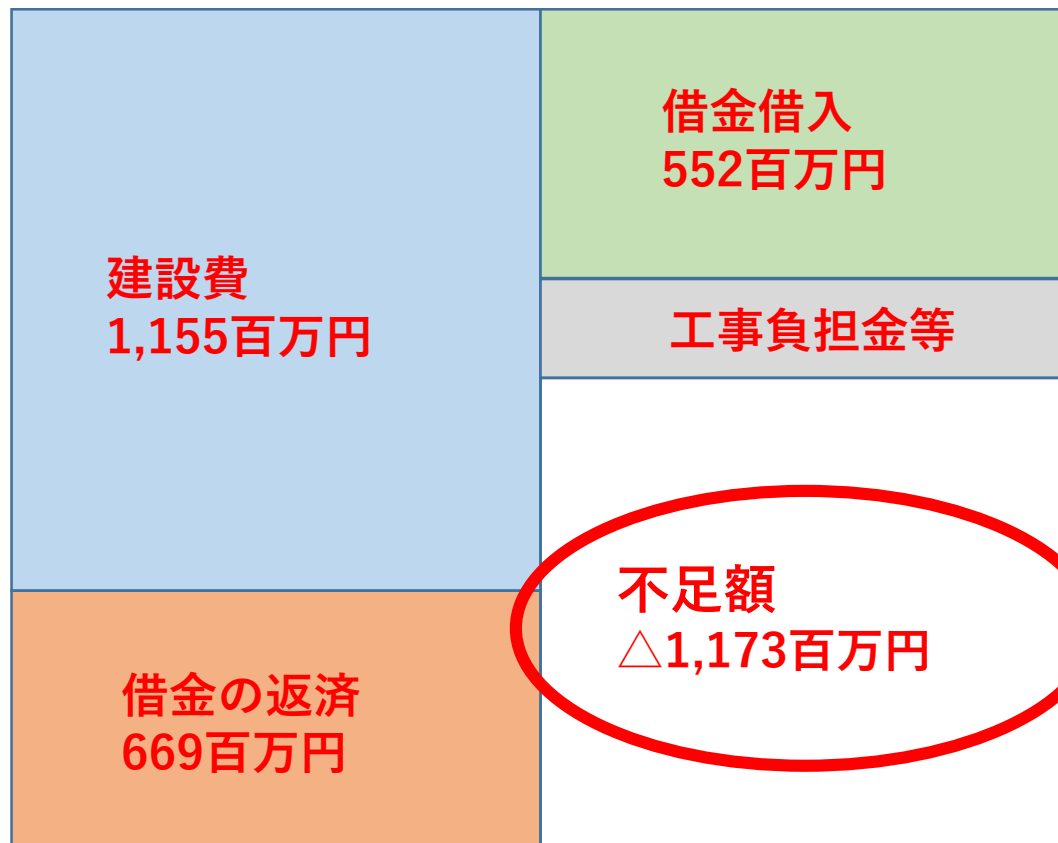 建設費
1,155百万円
借金の返済
669百万円
借金借入
552百万円
工事負担金等
不足額
△1,173百万円